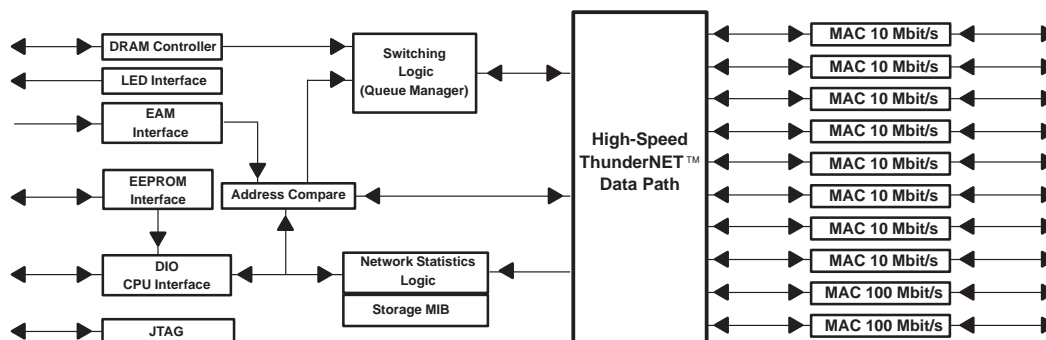 DRAM Controller
LED Interface
EAM
Interface
EEPROM
Interface
DIO
CPU Interface
JTAG
Switching
Logic
(Queue Manager)
Address Compare
Network Statistics
Logic
Storage MIB
High-Speed
ThunderNET™
Data Path
MAC 10 Mbit/s
MAC 10 Mbit/s
MAC 10 Mbit/s
MAC 10 Mbit/s
MAC 10 Mbit/s
MAC 10 Mbit/s
MAC 10 Mbit/s
MAC 10 Mbit/s
MAC 100 Mbit/s
MAC 100 Mbit/s